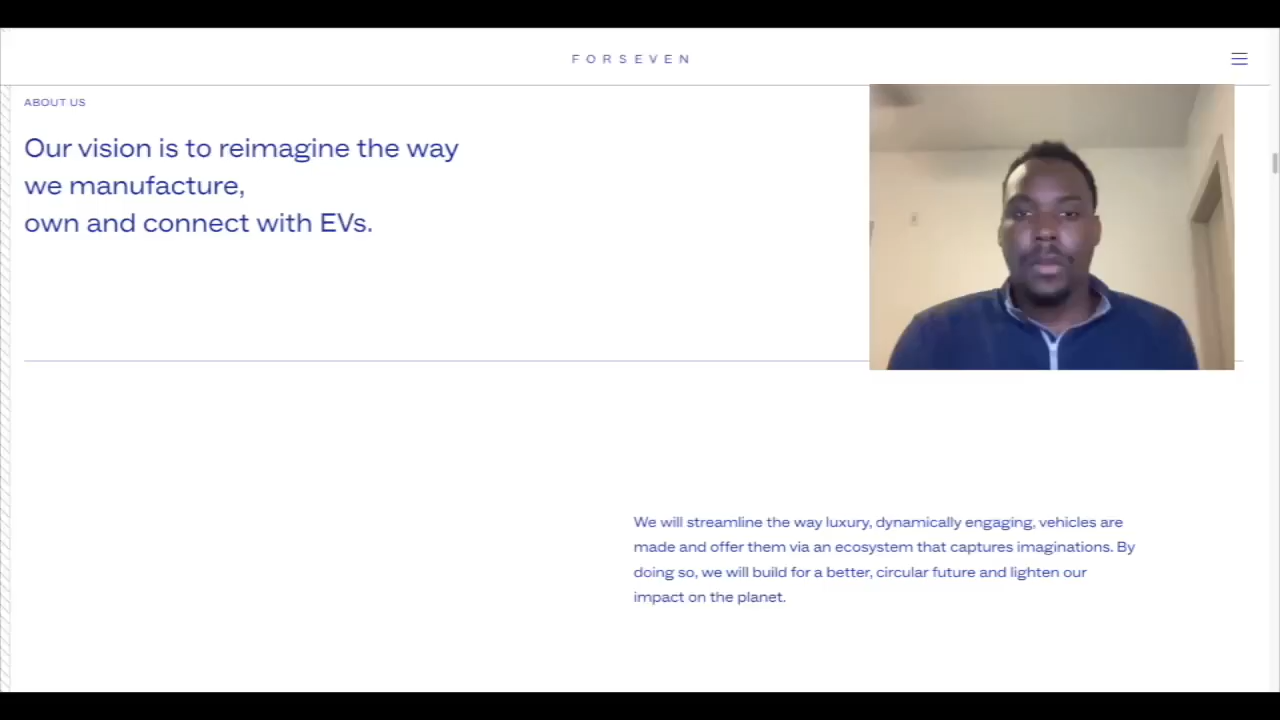 FORSEVEN
ABOUT US
Our vision is to reimagine the way
we manufacture,
own and connect with EVs.
We will streamline the way luxury, dynamically engaging, vehicles are
made and offer them via an ecosystem that captures imaginations. By
doing so, we will build for a better, circular future and lighten our
impact on the planet.